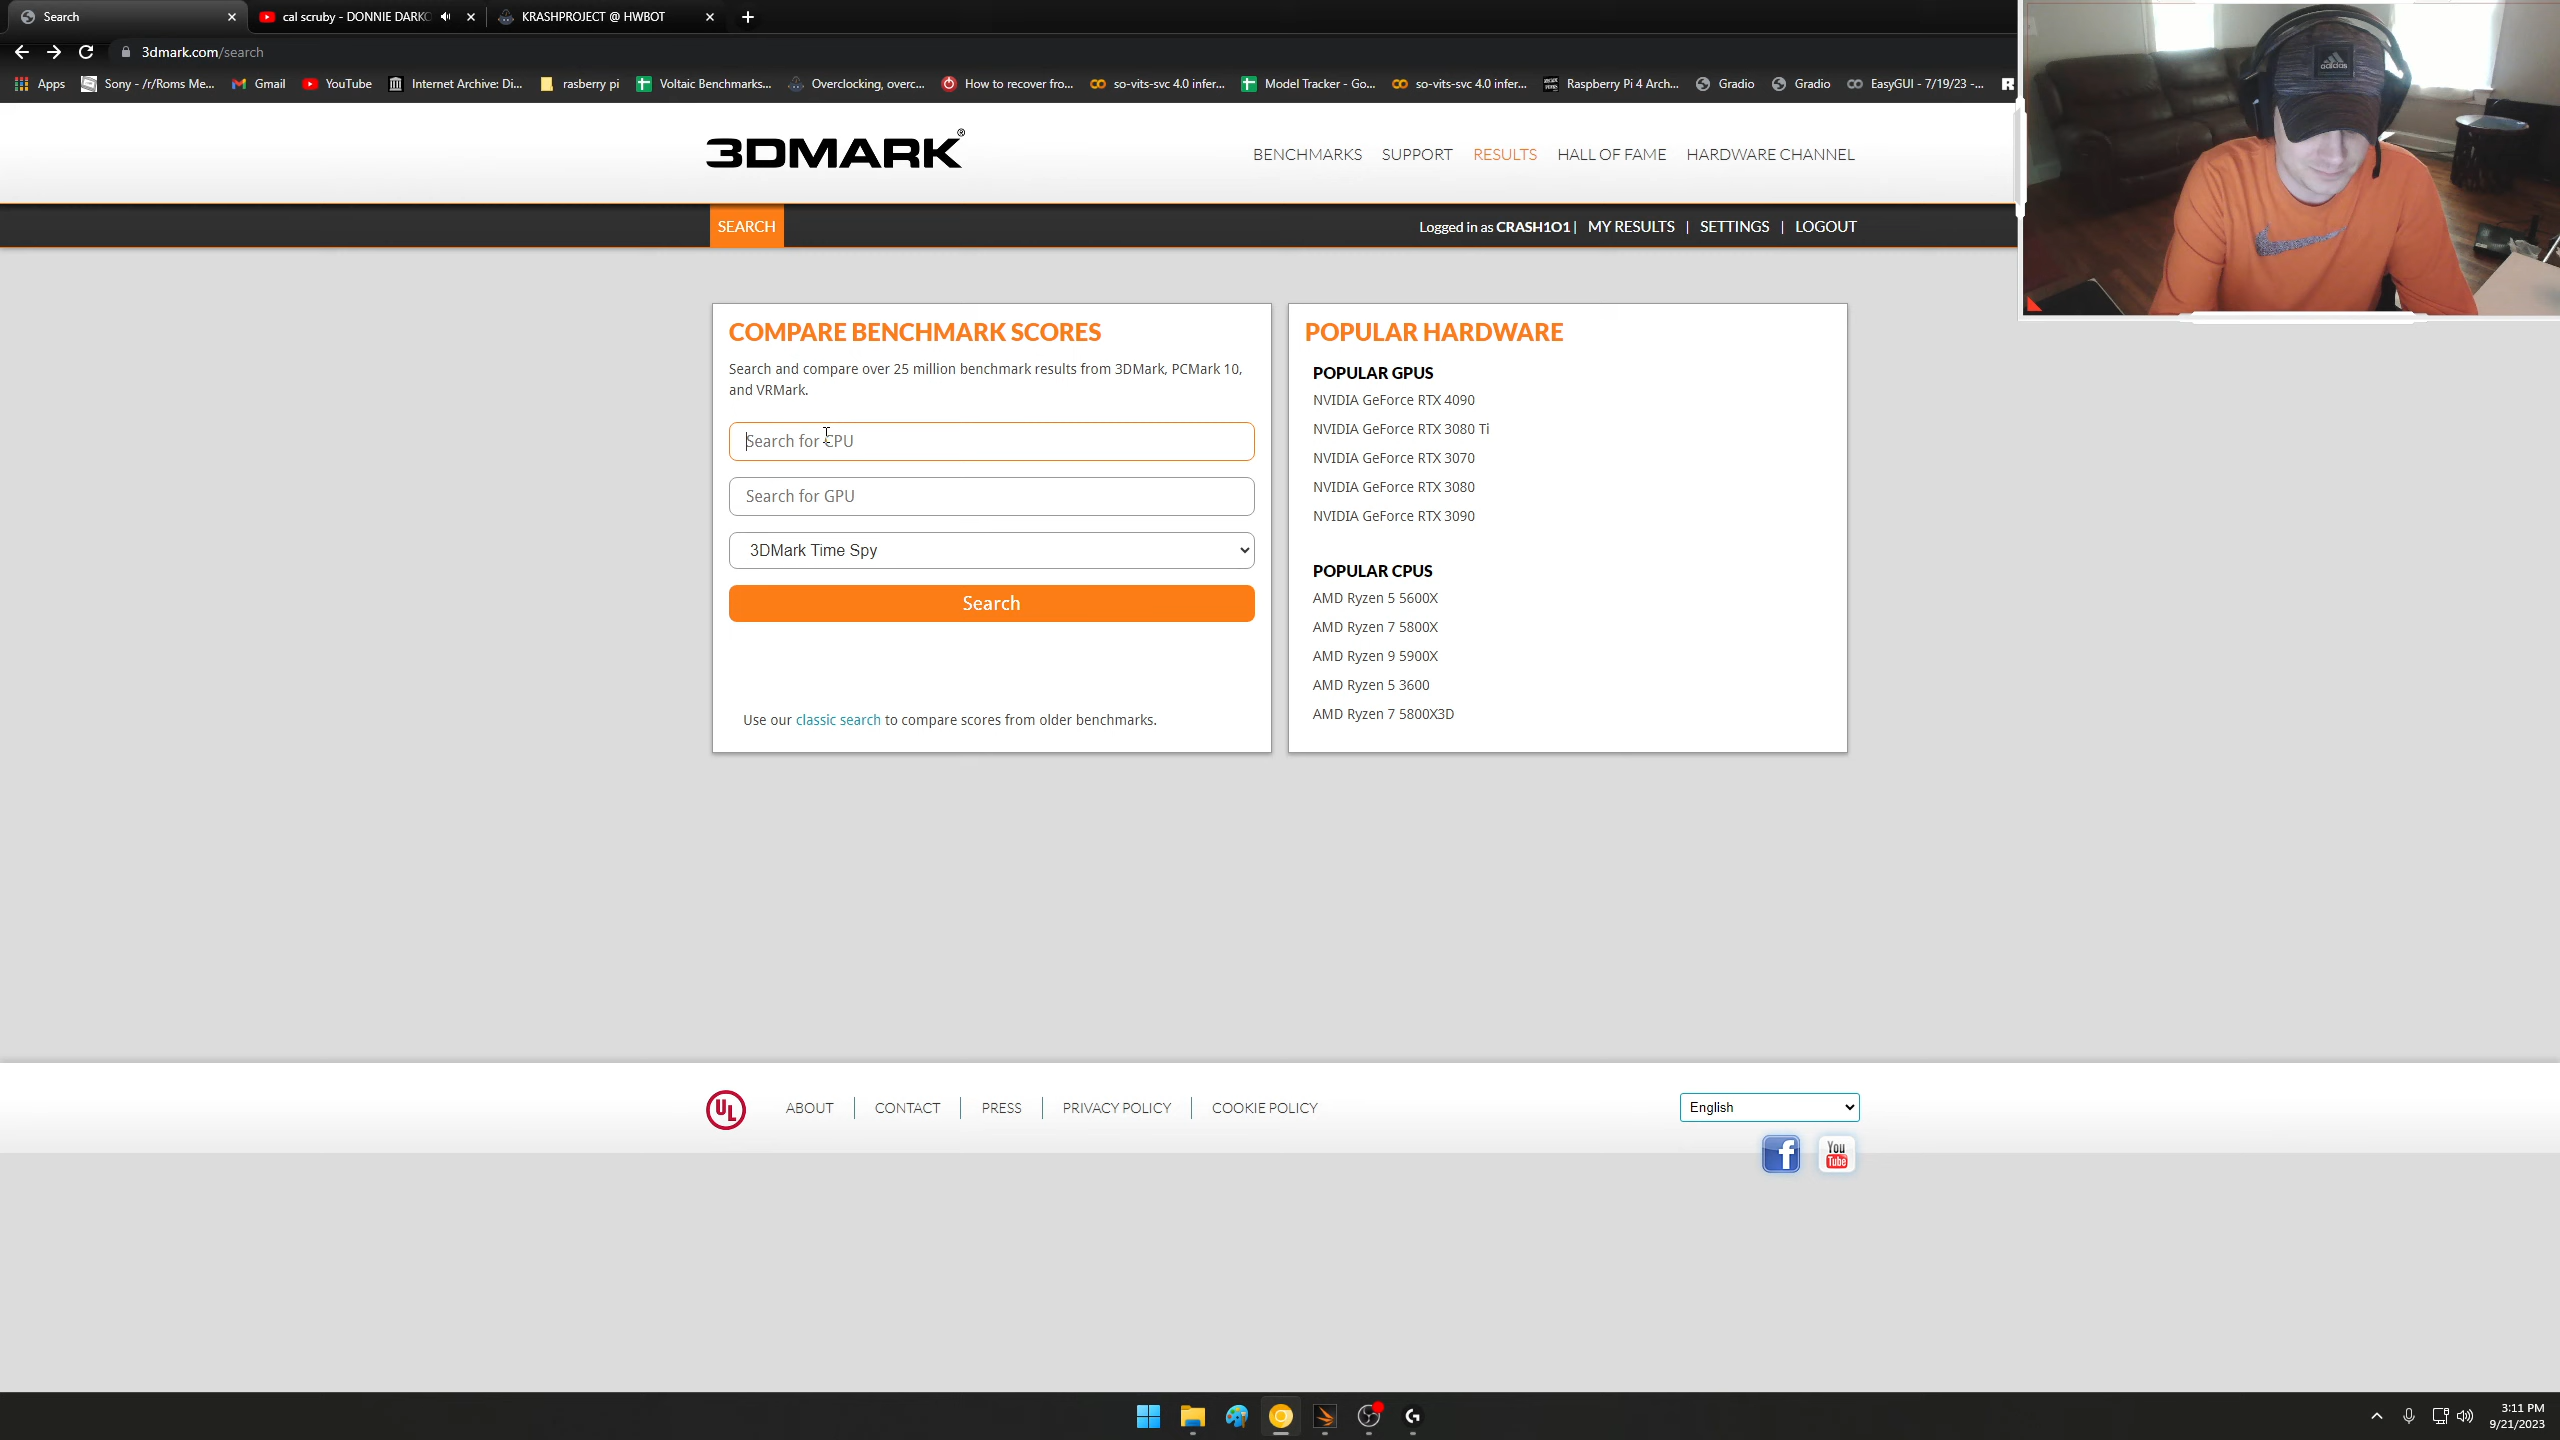 Search
cal scruby - DONNIE DARKO
KRASHPROJECT @ HWBOT
3dmark.com/search
Apps
Sony - /r/Roms Me...
Gmail
YouTube
Internet Archive: Di...
rasberry pi
Voltaic Benchmarks...
Overclocking, overc...
How to recover fro...
so-vits-svc 4.0 infer...
Model Tracker - Go...
so-vits-svc 4.0 infer...
Raspberry Pi 4 Arch...
Gradio
Gradio
EasyGUI - 7/19/23 -...
3DMARK®
BENCHMARKS SUPPORT RESULTS HALL OF FAME HARDWARE CHANNEL
SEARCH
Logged in as CRASH1O1 | MY RESULTS | SETTINGS | LOGOUT
COMPARE BENCHMARK SCORES
Search and compare over 25 million benchmark results from 3DMark, PCMark 10,
and VRMark.
Search for CPU
Search for GPU
3DMark Time Spy
Search
Use our classic search to compare scores from older benchmarks.
POPULAR HARDWARE
POPULAR GPUS
NVIDIA GeForce RTX 4090
NVIDIA GeForce RTX 3080 Ti
NVIDIA GeForce RTX 3070
NVIDIA GeForce RTX 3080
NVIDIA GeForce RTX 3090
POPULAR CPUS
AMD Ryzen 5 5600X
AMD Ryzen 7 5800X
AMD Ryzen 9 5900X
AMD Ryzen 5 3600
AMD Ryzen 7 5800X3D
adidas
UL
ABOUT CONTACT PRESS PRIVACY POLICY COOKIE POLICY
English
f
You
Tube
3:11 PM
9/21/2023